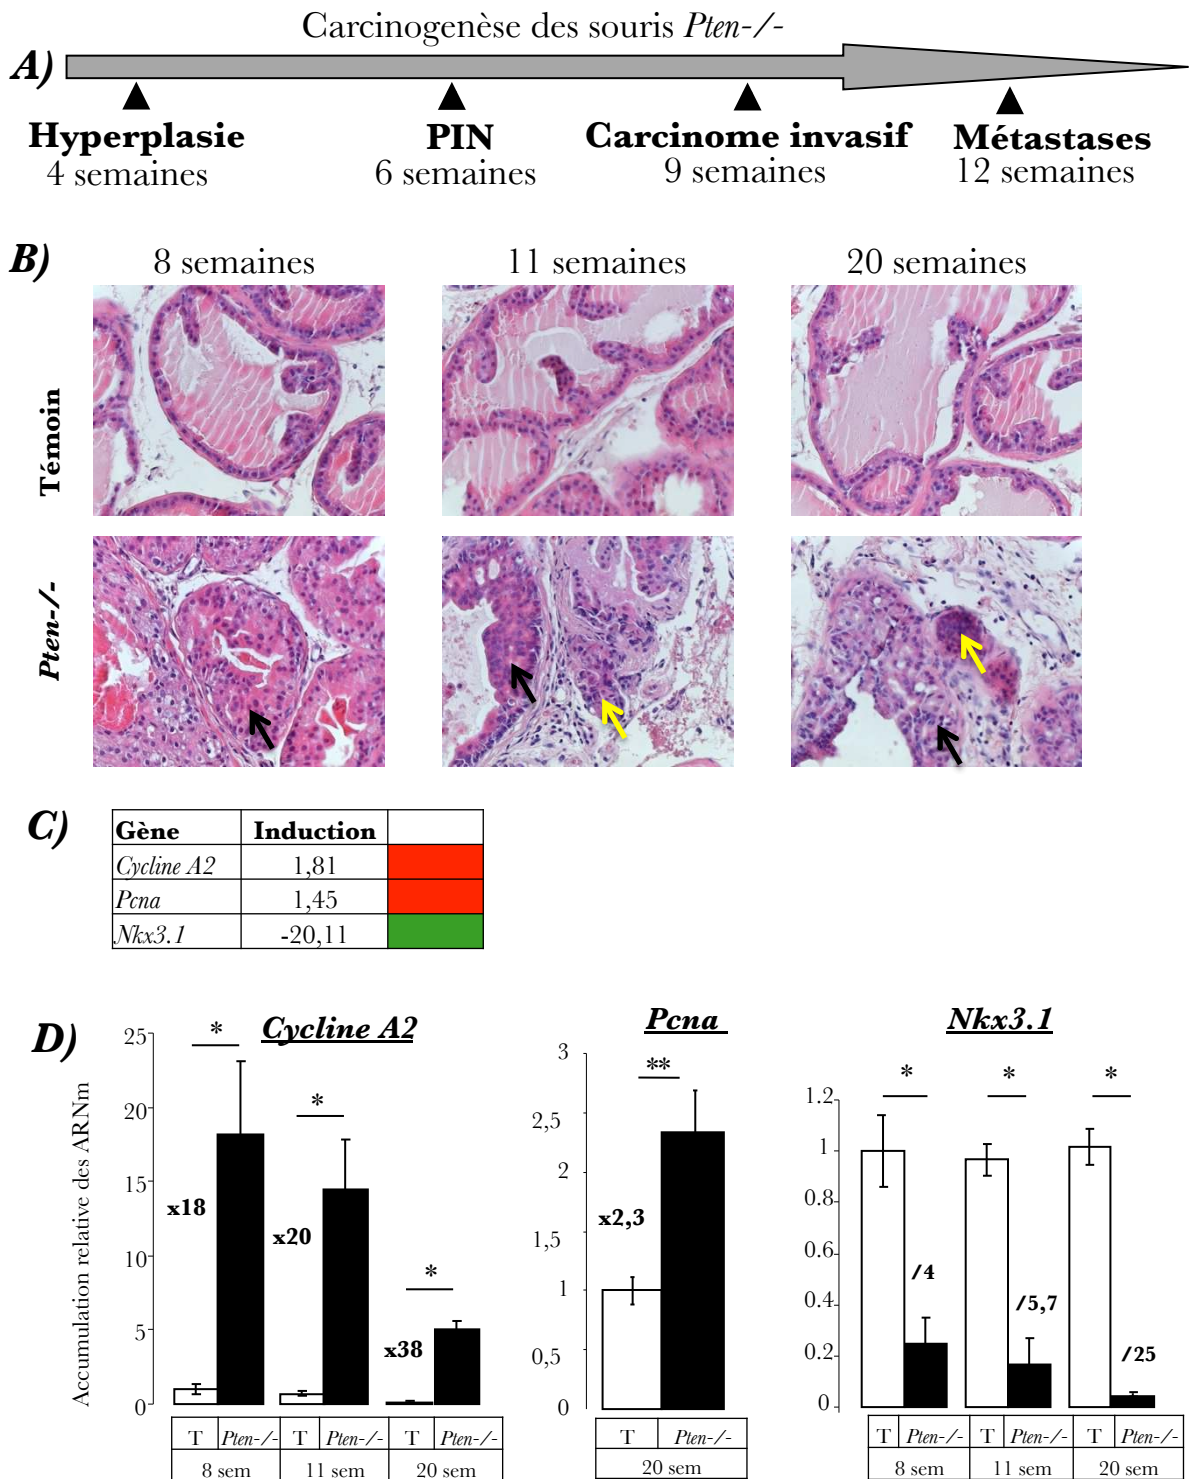 Carcinogenèse des souris Pten-/-
A)
Hyperplasie PIN Carcinome invasif Métastases
4 semaines 6 semaines 9 semaines 12 semaines
B)
8 semaines 11 semaines 20 semaines
Témoin
Pten-/-
C)
Gène Induction
Cycline A2 1,81
Pcna 1,45
Nkx3.1 -20,11
D)
Accumulation relative des ARNm
Cycline A2
25
20
15
10
5
0
* * *
x18 x20 x38
T Pten-/- T Pten-/- T Pten-/-
8 sem 11 sem 20 sem
Pcna
3
2,5
2
1,5
1
0,5
0
**
x2,3
T Pten-/-
20 sem
Nkx3.1
1.2
1
0.8
0.6
0.4
0.2
0
* * *
/4 /5,7 /25
T Pten-/- T Pten-/- T Pten-/-
8 sem 11 sem 20 sem